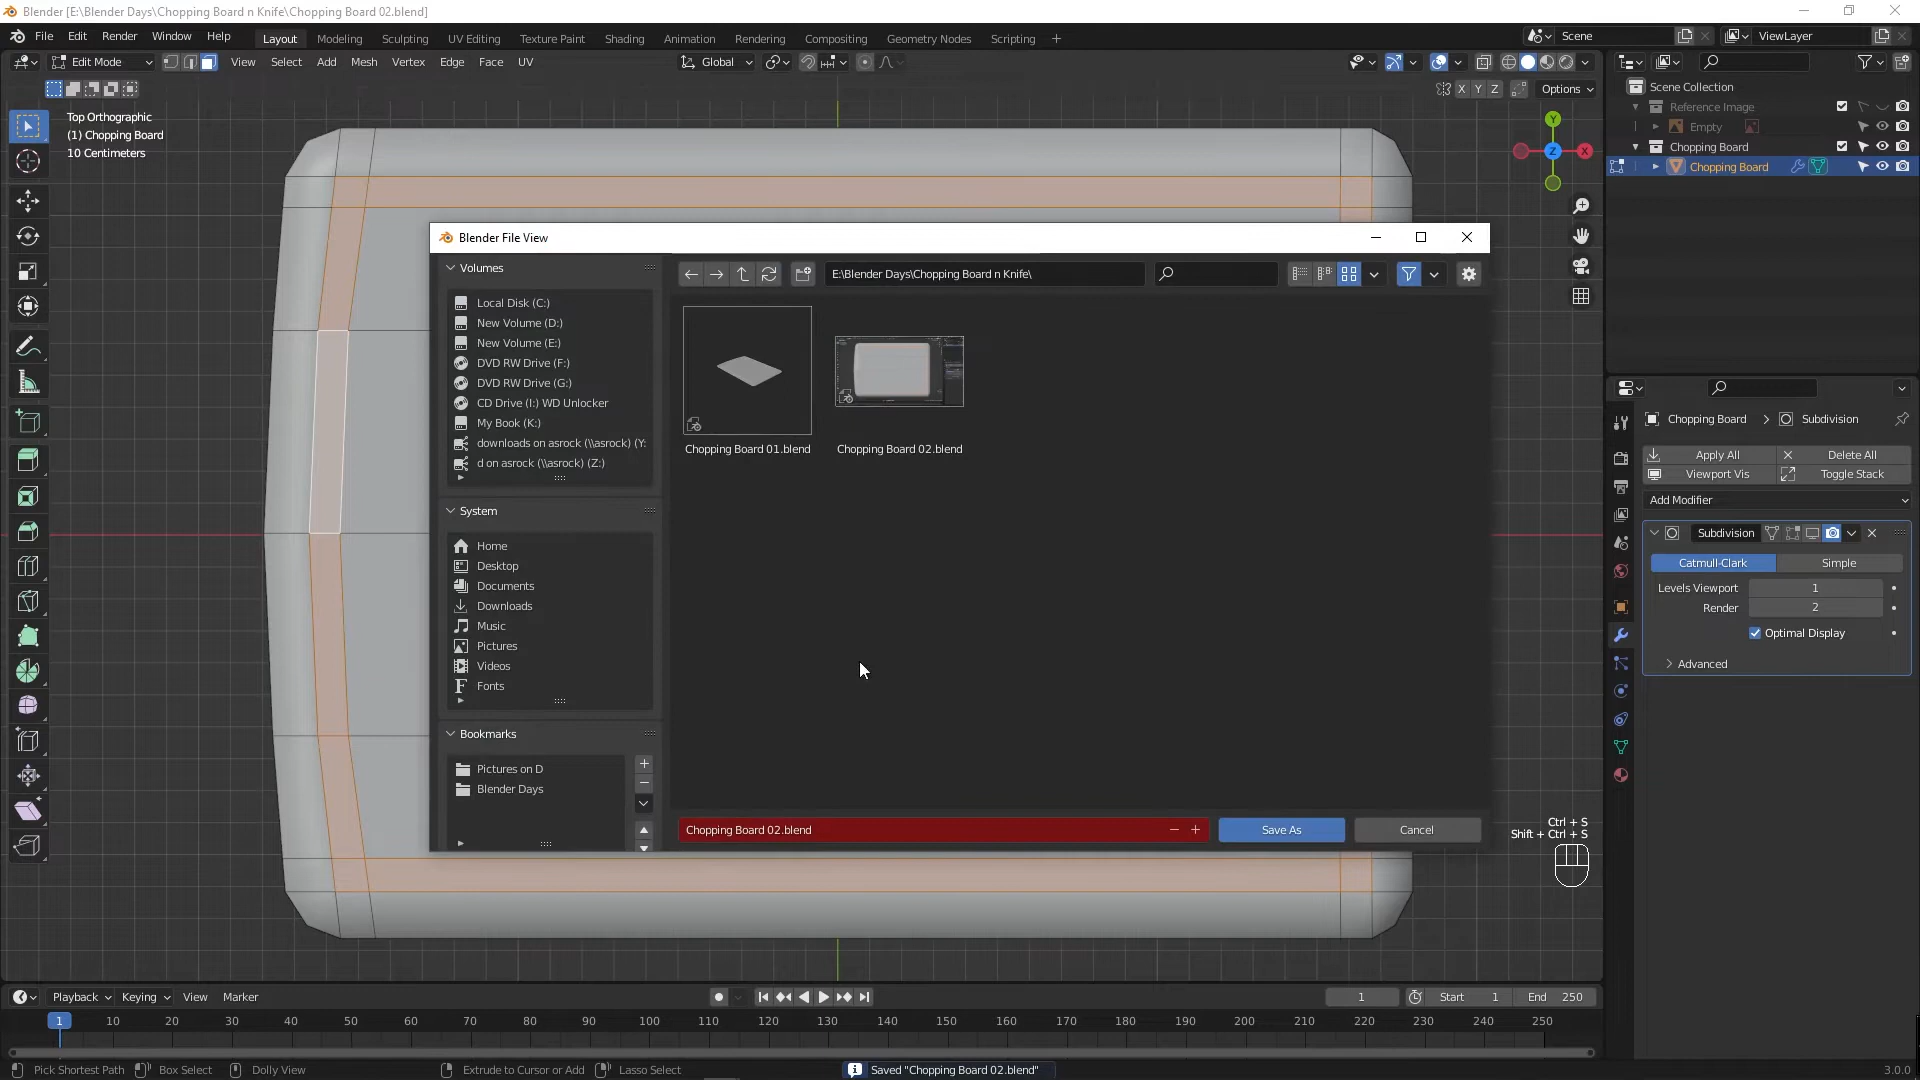 Blender [E:\Blender Days\Chopping Board n Knife\Chopping Board 02.blend]
File Edit Render Window Help
Layout Modeling Sculpting UV Editing Texture Paint Shading Animation Rendering Compositing Geometry Nodes Scripting +
Scene
ViewLayer
Edit Mode
View Select Add Mesh Vertex Edge Face UV
Global
X Y Z
Options
Top Orthographic
(1) Chopping Board
10 Centimeters
Y
Z
X
Scene Collection
Reference Image
Empty
Chopping Board
Chopping Board
Blender File View
Volumes
Local Disk (C:)
New Volume (D:)
New Volume (E:)
DVD RW Drive (F:)
DVD RW Drive (G:)
CD Drive (I:) WD Unlocker
My Book (K:)
downloads on asrock (\\asrock) (Y:
d on asrock (\\asrock) (Z:)
System
Home
Desktop
Documents
Downloads
Music
Pictures
Videos
Fonts
Bookmarks
Pictures on D
Blender Days
E:\Blender Days\Chopping Board n Knife\
Chopping Board 01.blend
Chopping Board 02.blend
Chopping Board 02.blend
Save As
Cancel
Chopping Board > Subdivision
Apply All
Delete All
Viewport Vis
Toggle Stack
Add Modifier
Subdivision
Catmull-Clark
Simple
Levels Viewport 1
Render 2
Optimal Display
Advanced
Ctrl + S
Shift + Ctrl + S
Playback Keying View Marker
1
Start 1
End 250
1 10 20 30 40 50 60 70 80 90 100 110 120 130 140 150 160 170 180 190 200 210 220 230 240 250
Pick Shortest Path
Box Select
Dolly View
Extrude to Cursor or Add
Lasso Select
Saved "Chopping Board 02.blend"
3.0.0